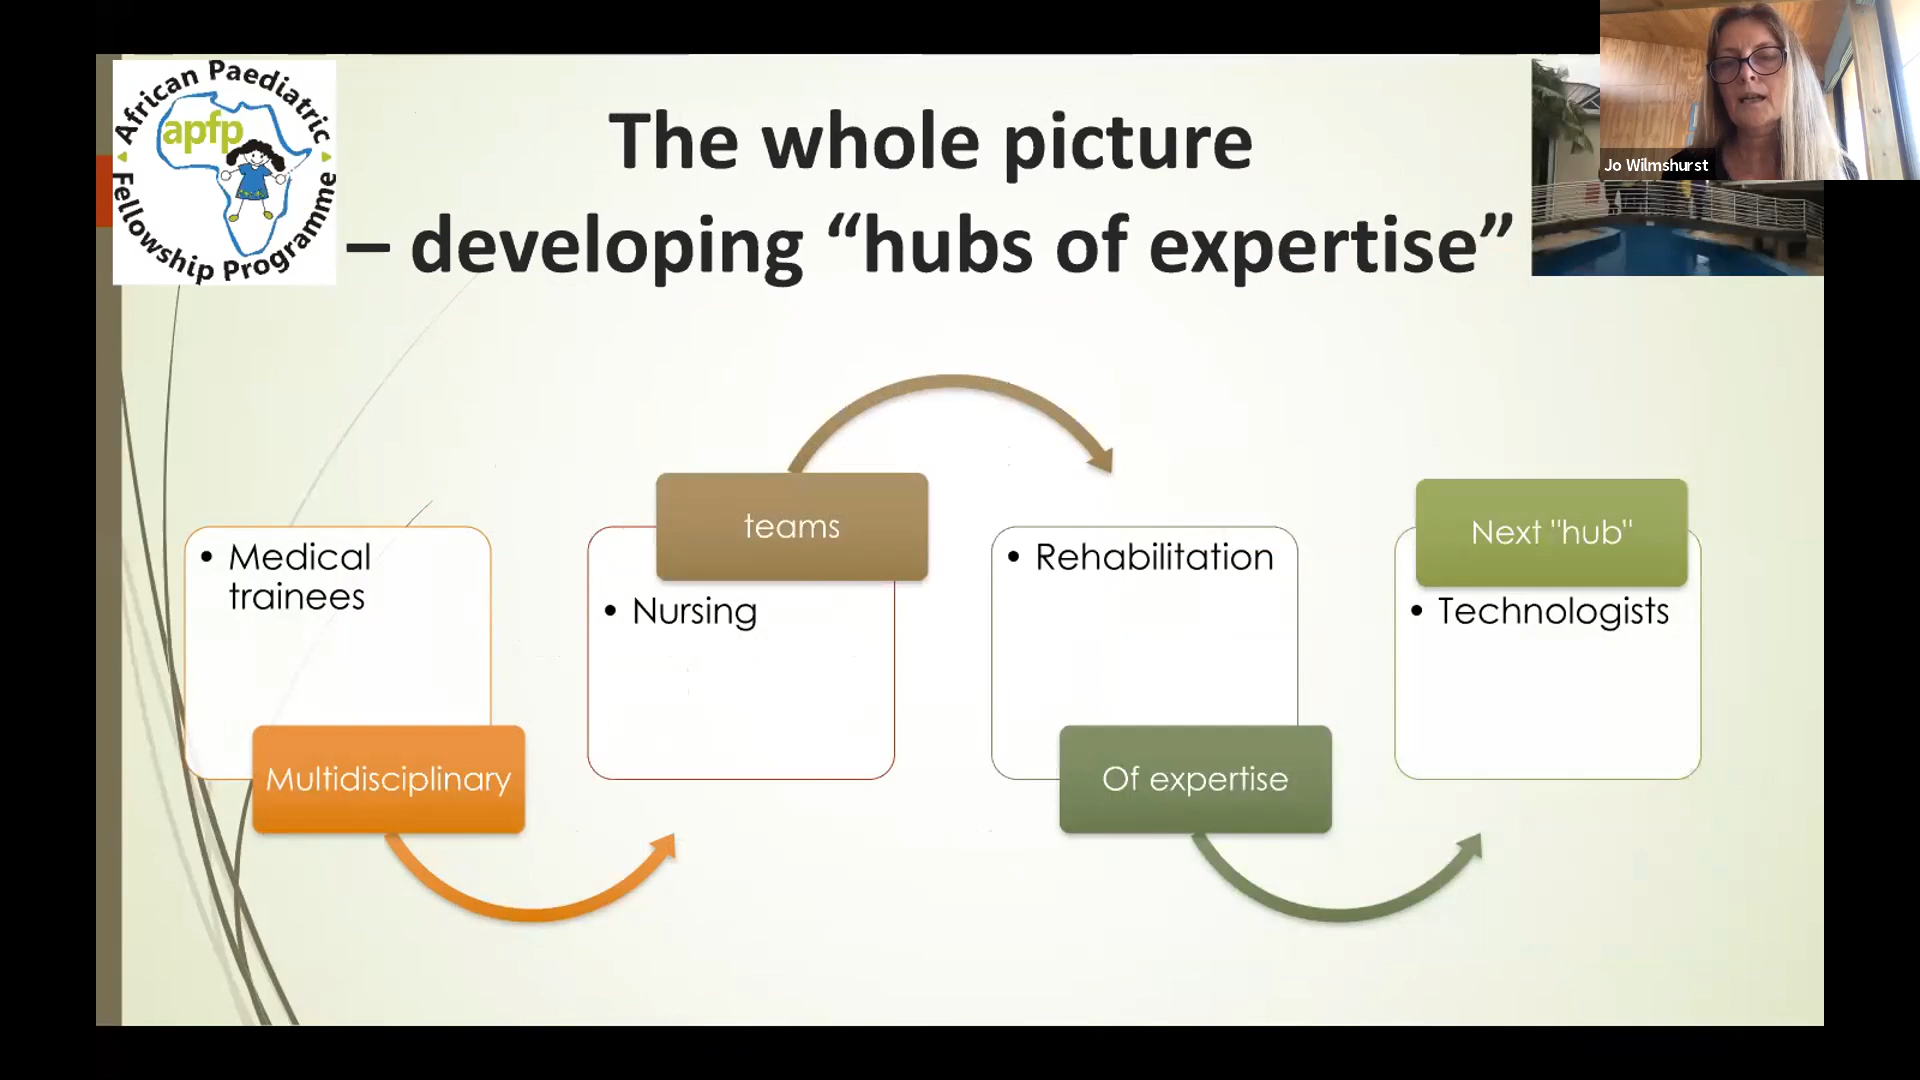 African Paediatric
apfp
Fellowship Programme
The whole picture
– developing “hubs of expertise”
Jo Wilmshurst
• Medical
trainees
Multidisciplinary
teams
• Nursing
• Rehabilitation
Of expertise
Next "hub"
• Technologists